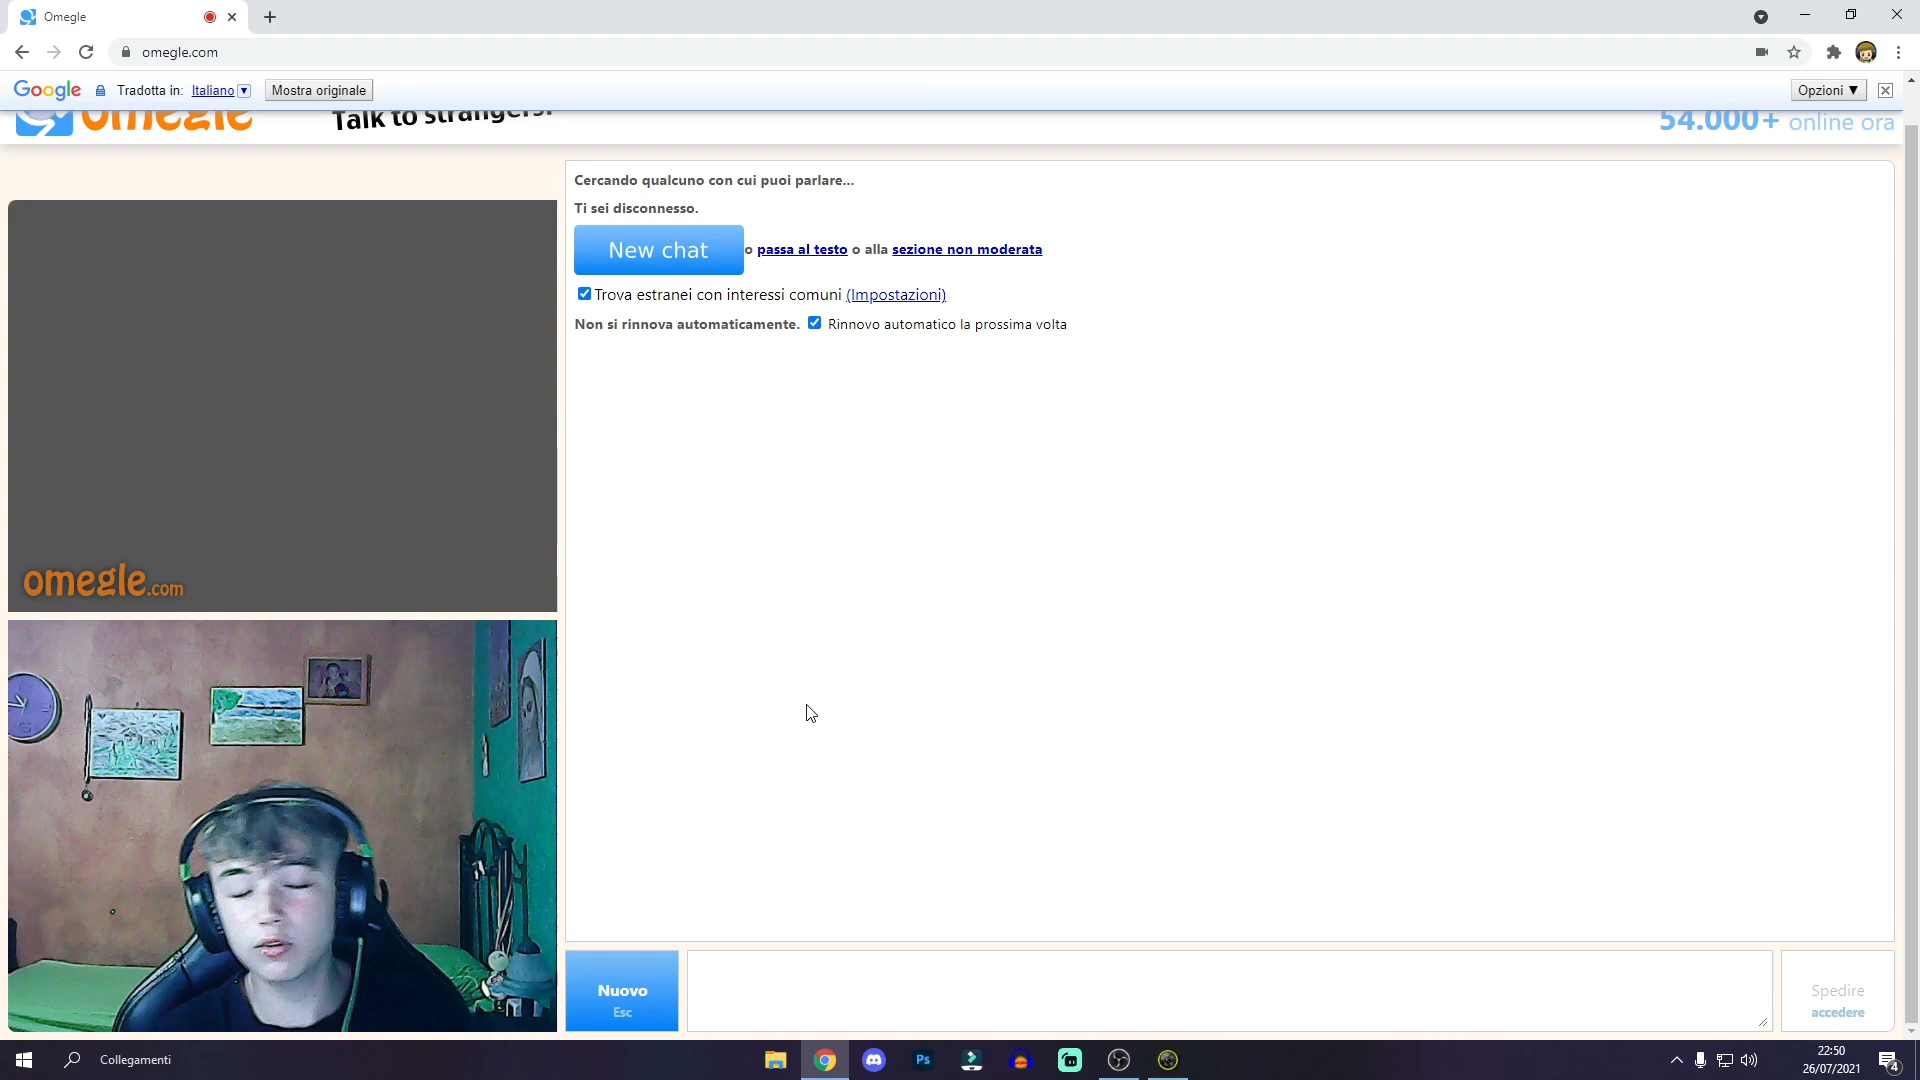 Omegle
omegle.com
Google Tradotta in: Italiano ▼ Mostra originale Opzioni ▼
omegle Talk to strangers! 54.000+ online ora
Cercando qualcuno con cui puoi parlare...
Ti sei disconnesso.
New chat o passa al testo o alla sezione non moderata
Trova estranei con interessi comuni (Impostazioni)
Non si rinnova automaticamente. Rinnovo automatico la prossima volta
omegle.com
Nuovo
Esc
Spedire
accedere
Collegamenti
Ps
22:50
26/07/2021
4